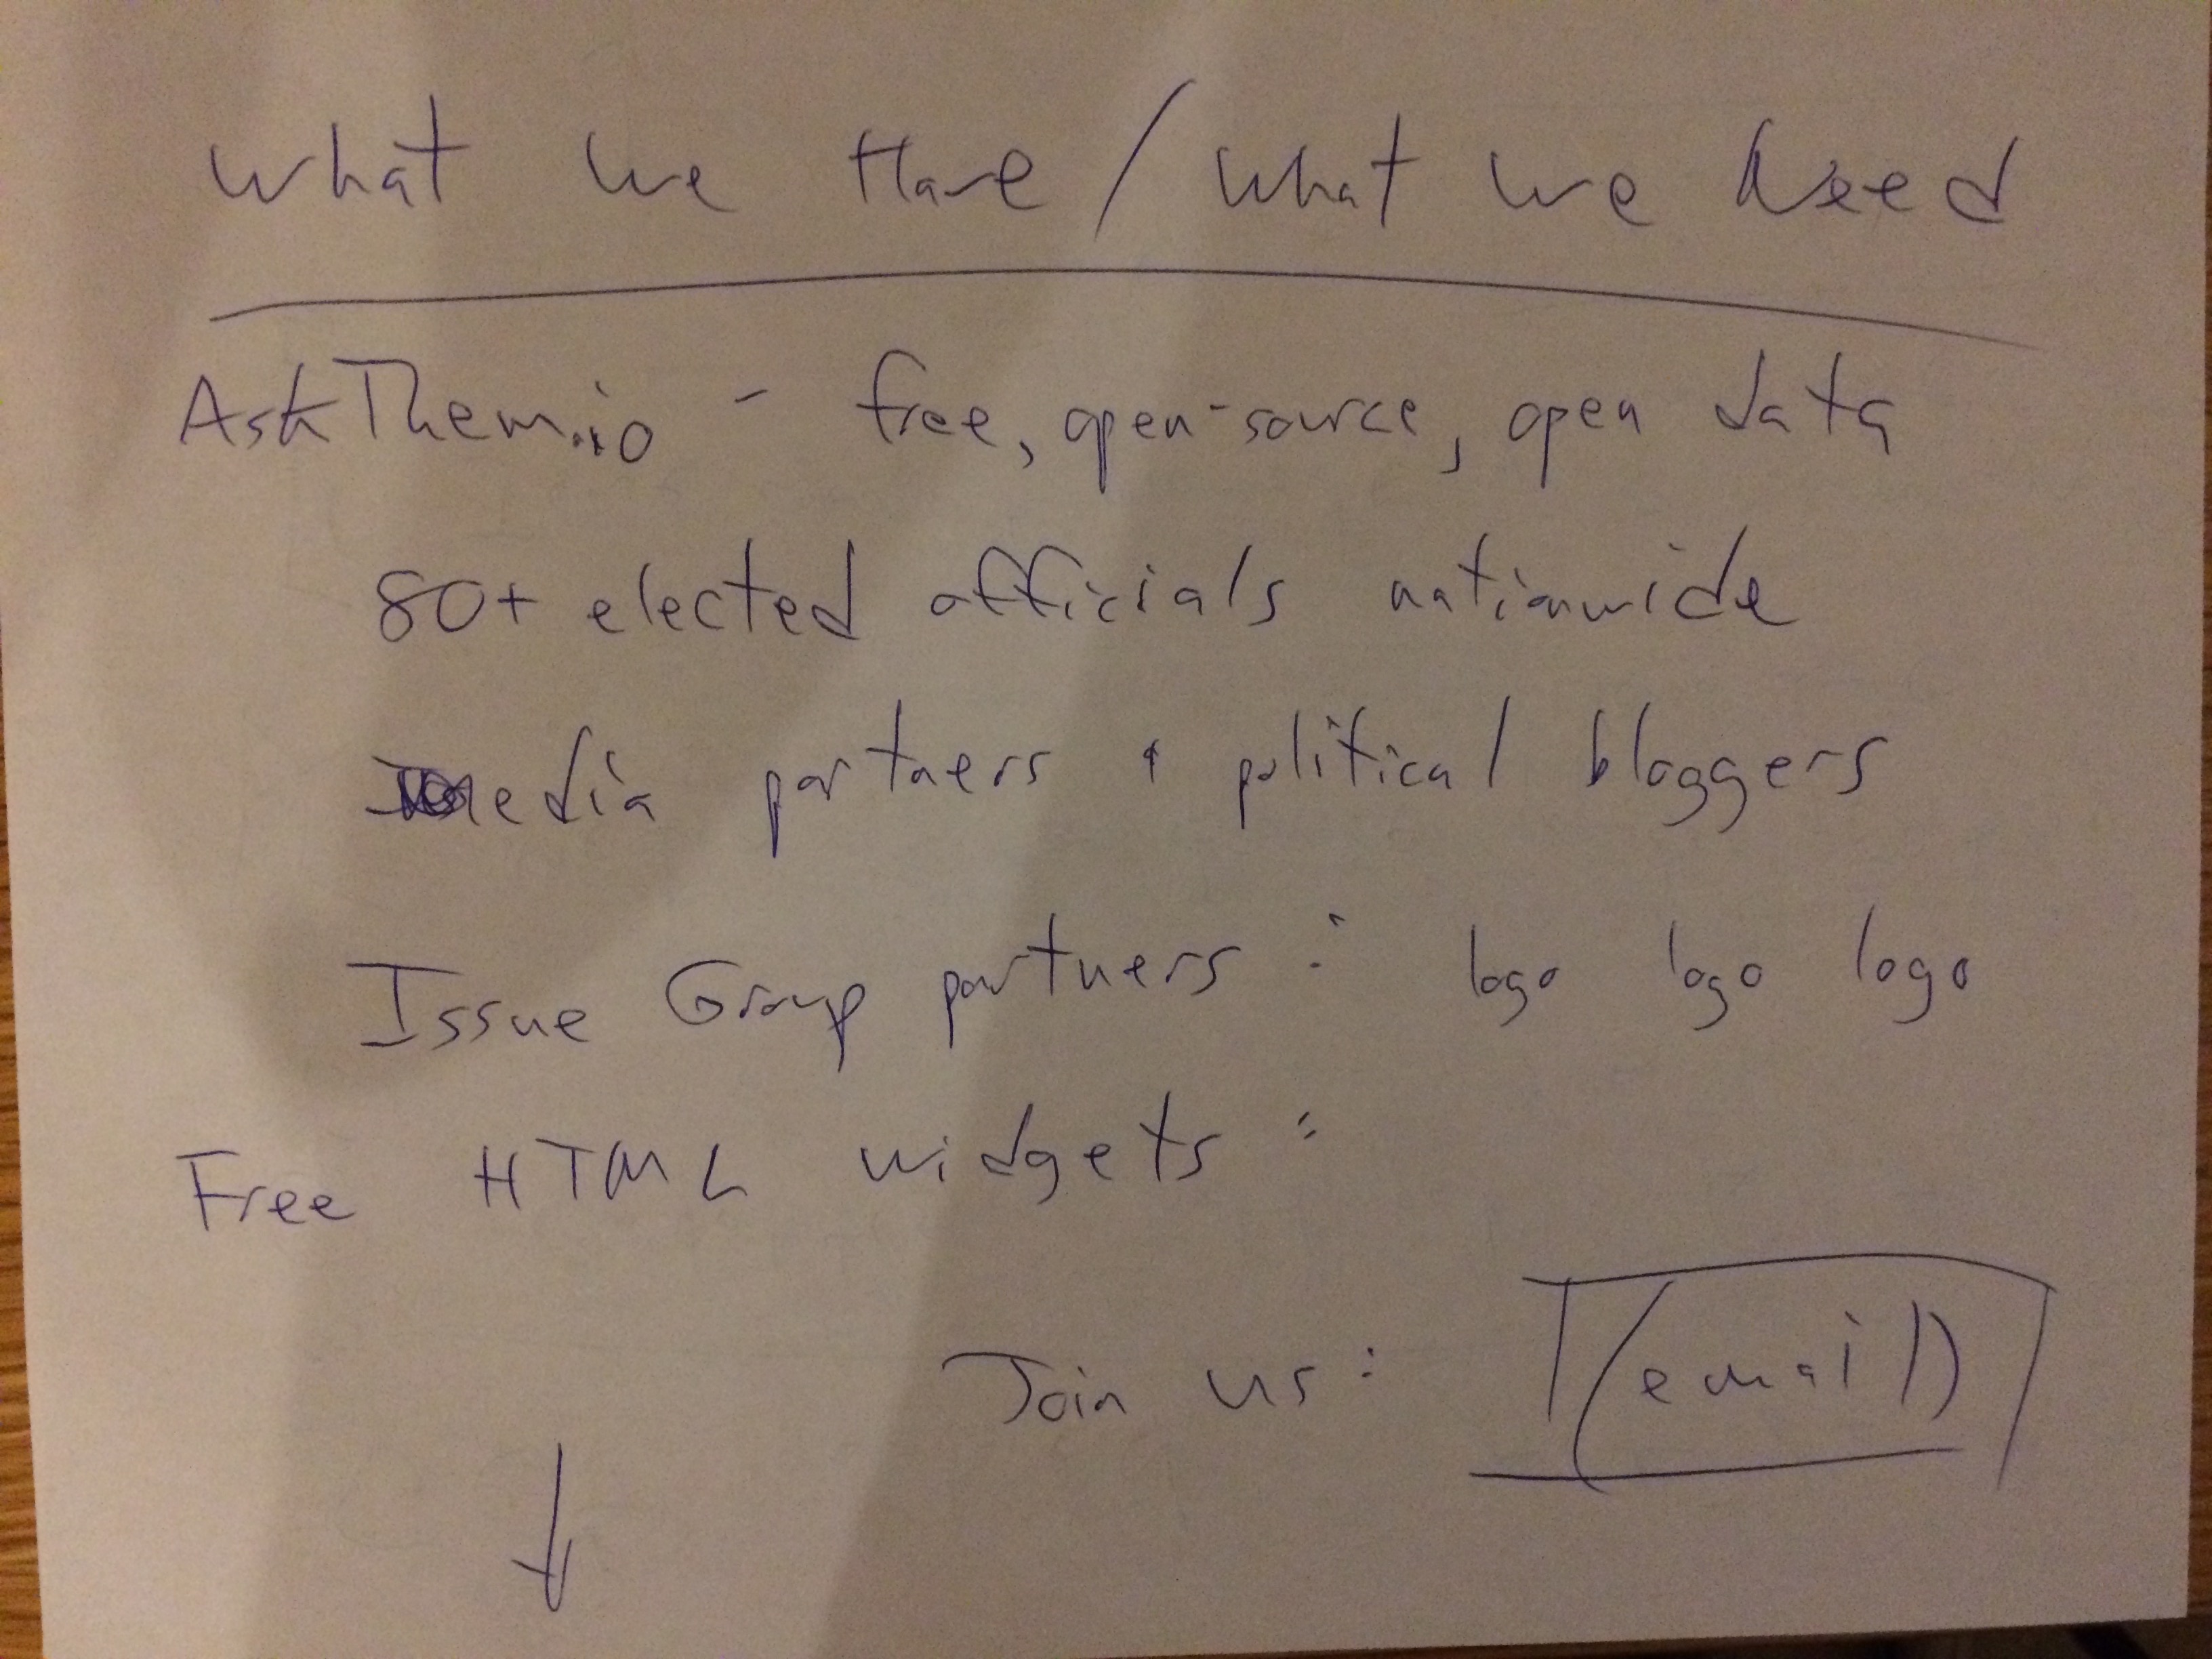 What we Have / What we Need
AskThem.io - free, open-source, open data
80+ elected officials nationwide
media partners + political bloggers
Issue Group partners : logo logo logo
Free HTML widgets :
Join us : (email)